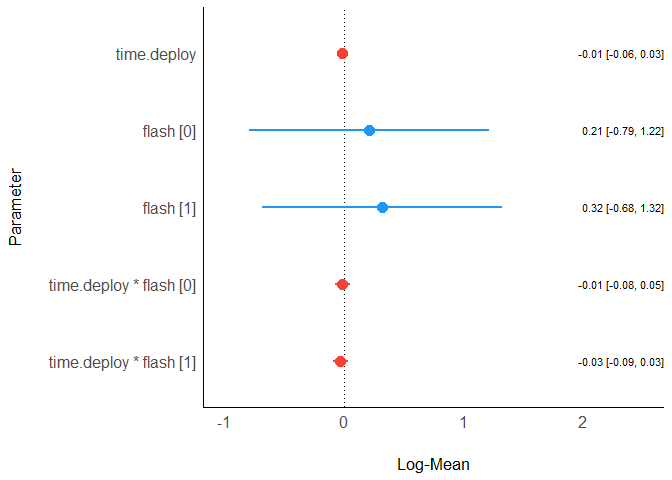 time.deploy -0.01 [-0.06, 0.03]
flash [0] 0.21 [-0.79, 1.22]
flash [1] 0.32 [-0.68, 1.32]
time.deploy * flash [0] -0.01 [-0.08, 0.05]
time.deploy * flash [1] -0.03 [-0.09, 0.03]
Parameter
-1 0 1 2
Log-Mean